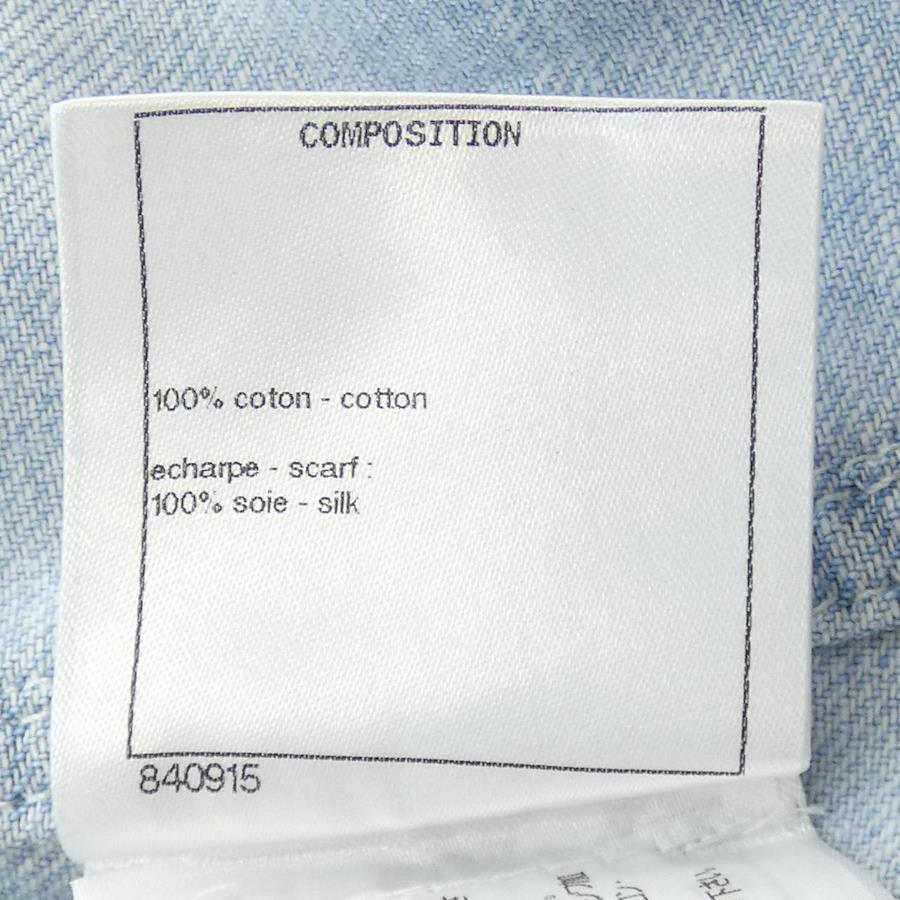 COMPOSITION
100% coton - cotton
echarpe - scarf :
100% soie - silk
840915